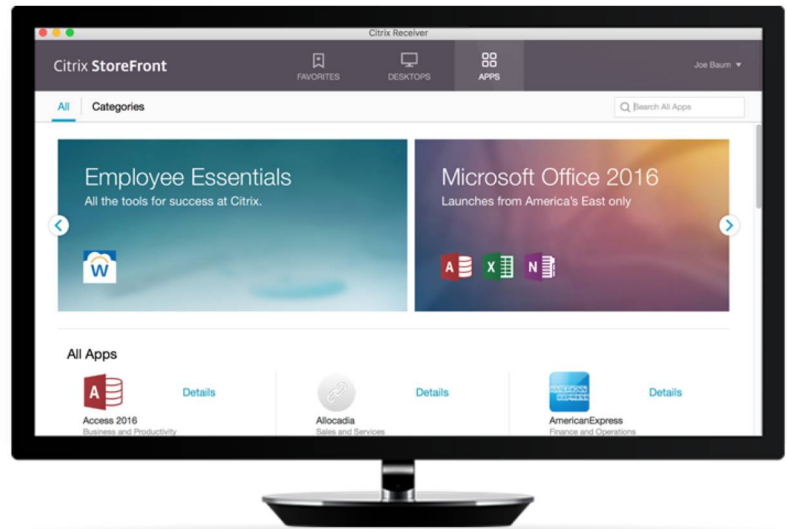 Citrix Receiver
Citrix StoreFront
FAVORITES
DESKTOPS
APPS
Joe Baum
All
Categories
Search All Apps
Employee Essentials
All the tools for success at Citrix.
W
Microsoft Office 2016
Launches from America's East only
A
X
N
All Apps
A
Details
Access 2016
Business and Productivity
Details
Allocadia
Sales and Services
AMERICAN
EXPRESS
Details
AmericanExpress
Finance and Operations